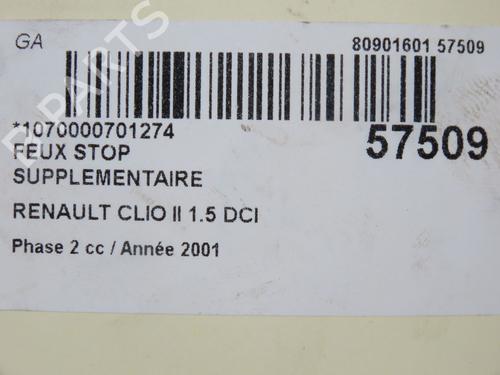 GA
80901601 57509
*1070000701274
57509
FEUX STOP
SUPPLEMENTAIRE
RENAULT CLIO II 1.5 DCI
Phase 2 cc / Année 2001
B-PARTS